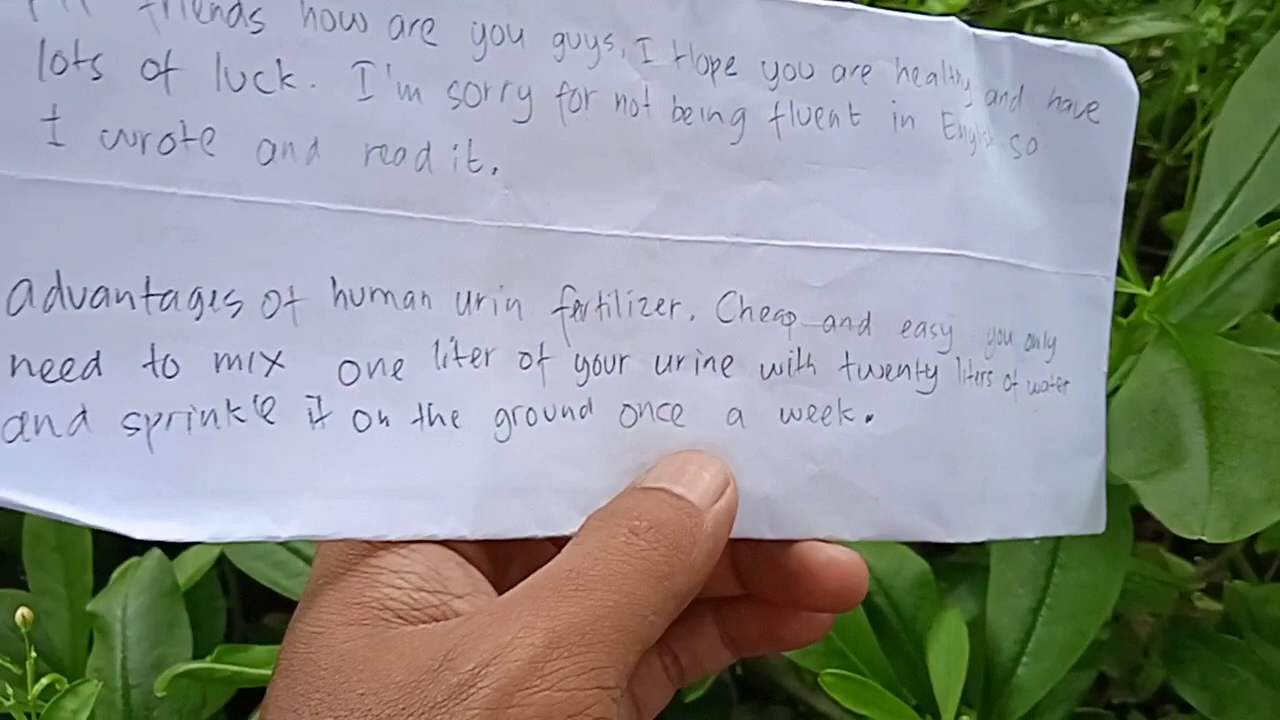 friends how are you guys, I Hope you are healthy and have
lots of luck. I'm sorry for not being fluent in English so
I wrote and read it.
advantages of human urin fertilizer. Cheap and easy you only
need to mix one liter of your urine with twenty liters of water
and sprinkle it on the ground once a week.